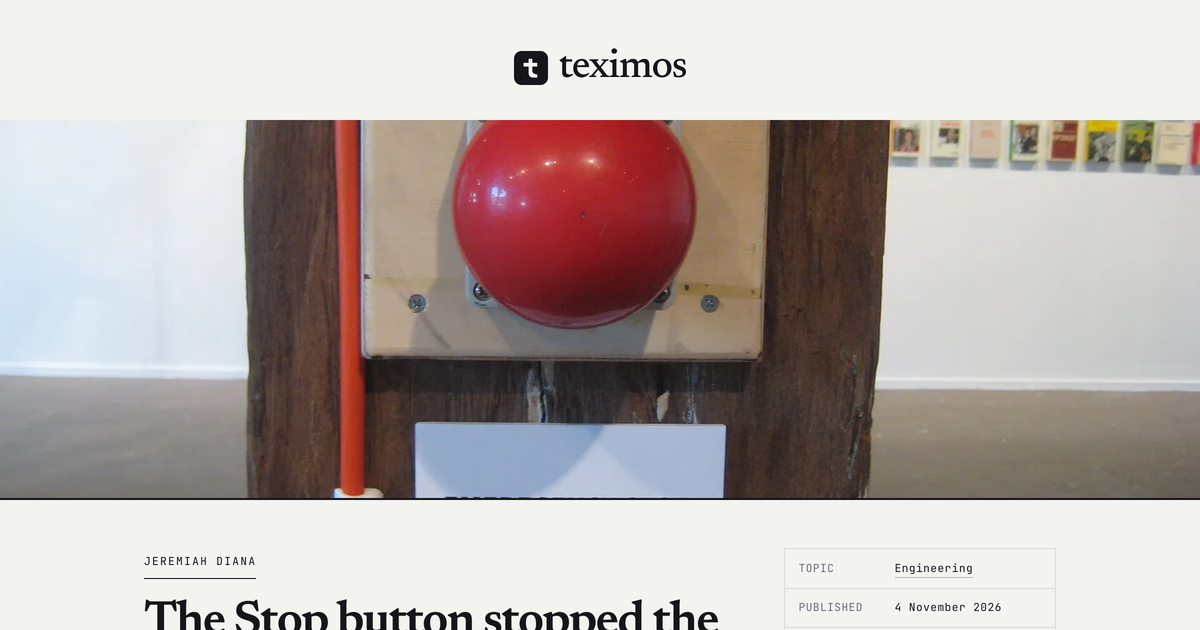 t teximos
JEREMIAH DIANA
The Stop button stopped the
TOPIC Engineering
PUBLISHED 4 November 2026